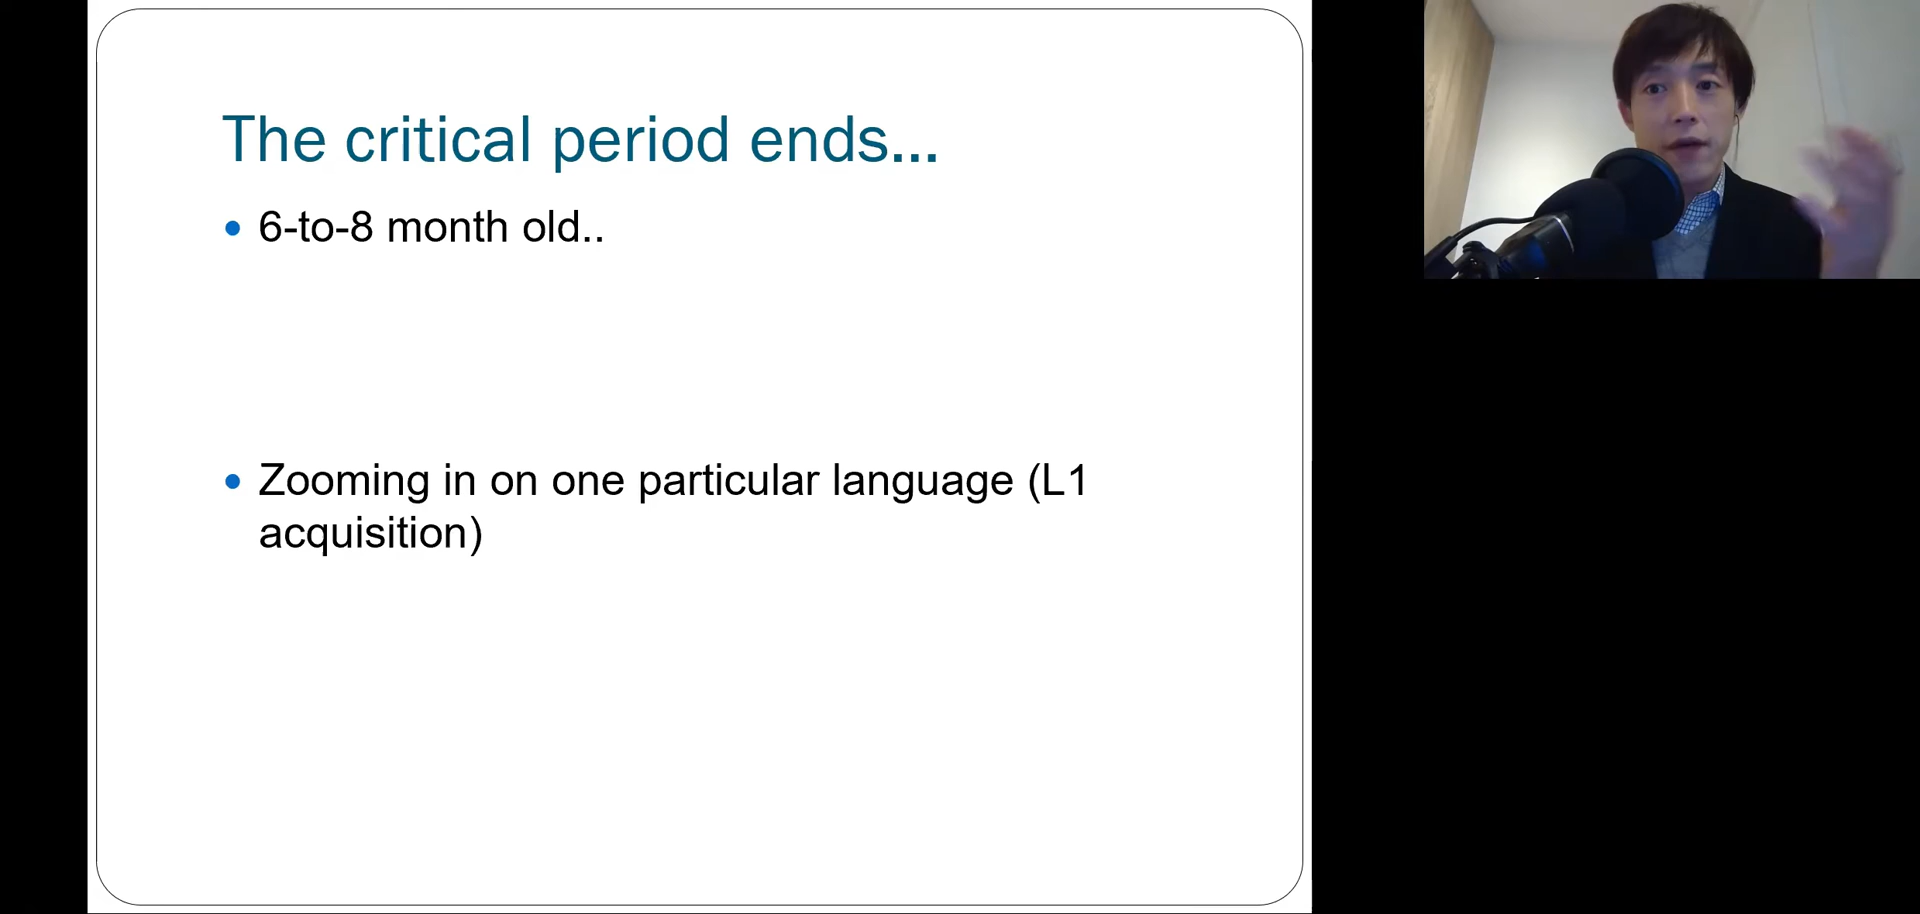 The critical period ends...
6-to-8 month old..
Zooming in on one particular language (L1
acquisition)